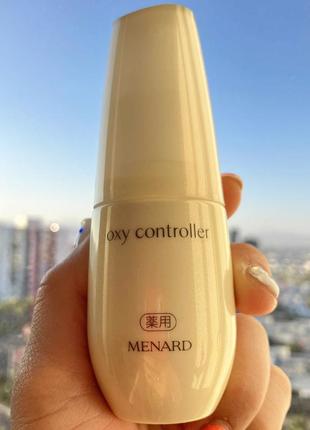 oxy controller
薬用
MENARD